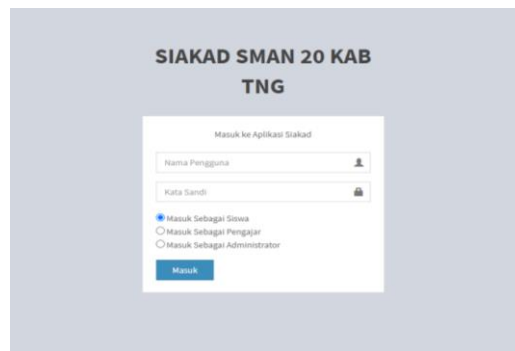 SIAKAD SMAN 20 KAB
TNG
Masuk ke Aplikasi Siakad
Nama Pengguna
Kata Sandi
Masuk Sebagai Siswa
Masuk Sebagai Pengajar
Masuk Sebagai Administrator
Masuk